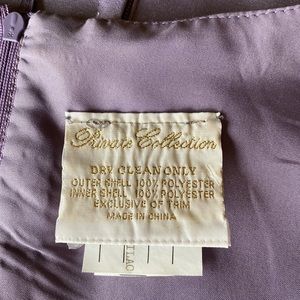 Private Collection
DRY CLEAN ONLY
OUTER SHELL 100% POLYESTER
INNER SHELL 100% POLYESTER
EXCLUSIVE OF TRIM
MADE IN CHINA
LILAC